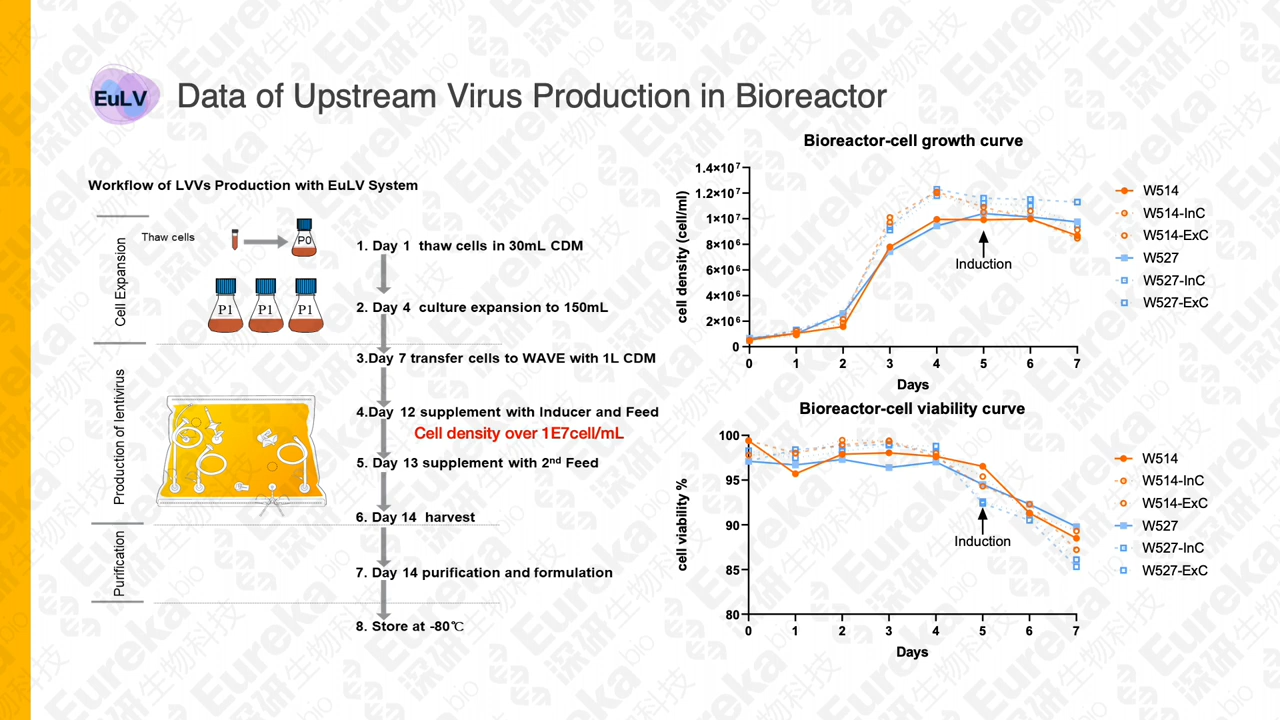 EuLV
Data of Upstream Virus Production in Bioreactor
Workflow of LVVs Production with EuLV System
Cell Expansion
Thaw cells
P0
P1 P1 P1
Production of lentivirus
Purification
1. Day 1 thaw cells in 30mL CDM
2. Day 4 culture expansion to 150mL
3.Day 7 transfer cells to WAVE with 1L CDM
4.Day 12 supplement with Inducer and Feed
Cell density over 1E7cell/mL
5. Day 13 supplement with 2nd Feed
6. Day 14 harvest
7. Day 14 purification and formulation
8. Store at -80℃
Bioreactor-cell growth curve
cell density (cell/ml)
1.4×10⁷
1.2×10⁷
1×10⁷
8×10⁶
6×10⁶
4×10⁶
2×10⁶
0
0 1 2 3 4 5 6 7
Days
Induction
W514
W514-InC
W514-ExC
W527
W527-InC
W527-ExC
Bioreactor-cell viability curve
cell viability %
100
95
90
85
80
0 1 2 3 4 5 6 7
Days
Induction
W514
W514-InC
W514-ExC
W527
W527-InC
W527-ExC
Eureka bio
深研生物科技